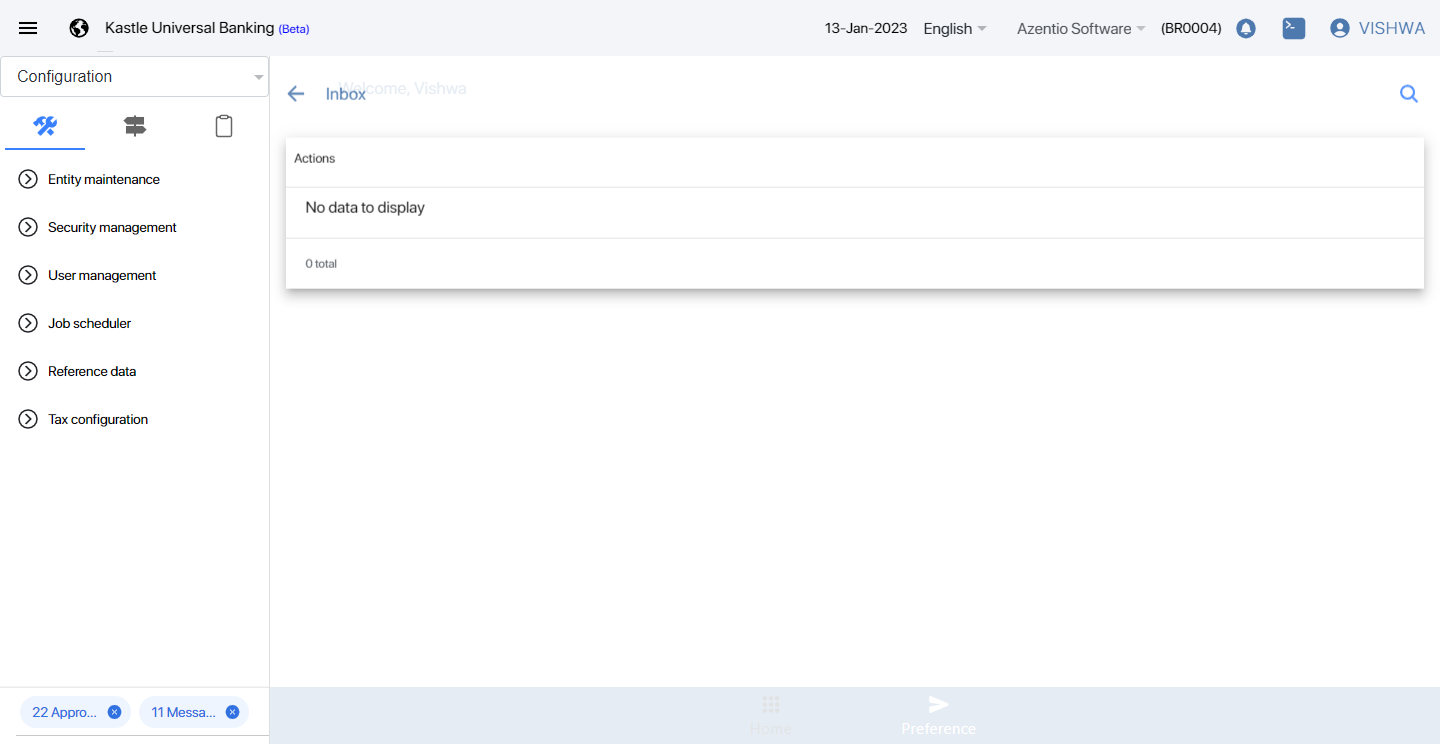 Kastle Universal Banking (Beta)
13-Jan-2023 English Azentio Software (BR0004) VISHWA
Configuration
Welcome, Vishwa
Inbox
Actions
No data to display
0 total
Entity maintenance
Security management
User management
Job scheduler
Reference data
Tax configuration
22 Appro... 11 Messa...
Home
Preference